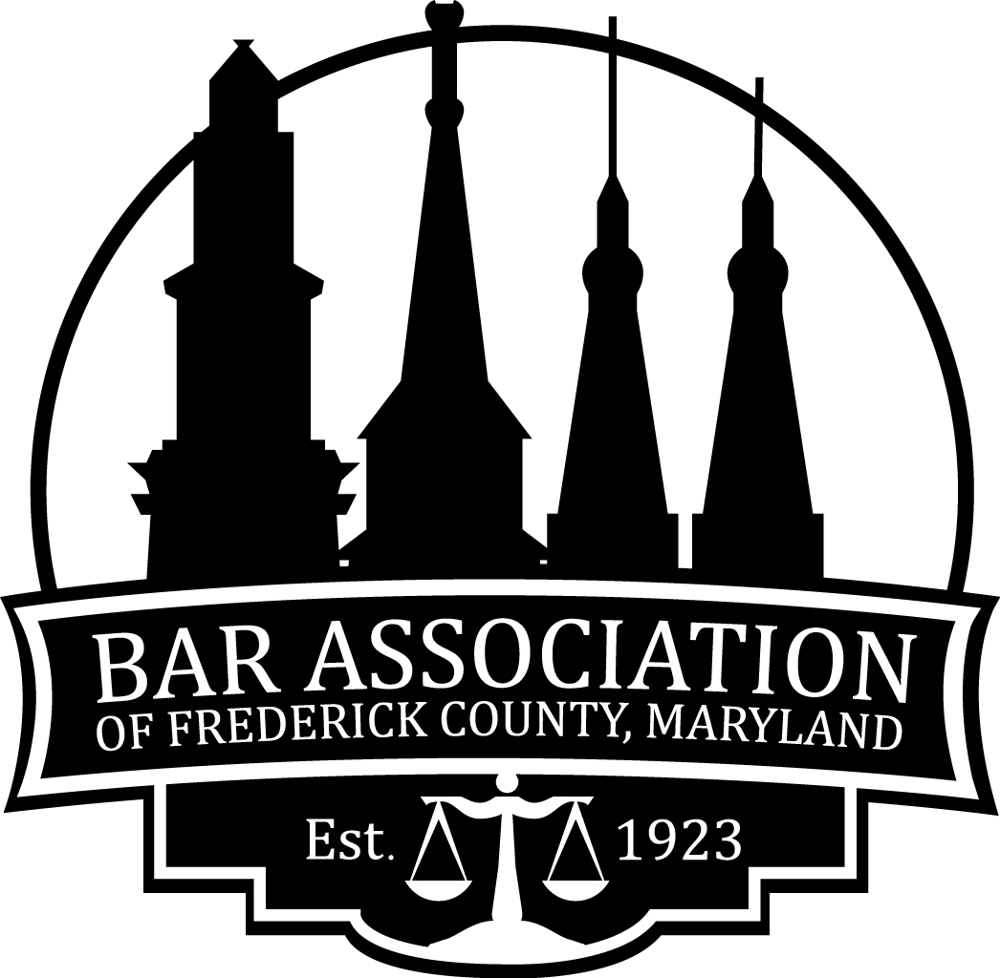 BAR ASSOCIATION
OF FREDERICK COUNTY, MARYLAND
Est. 1923